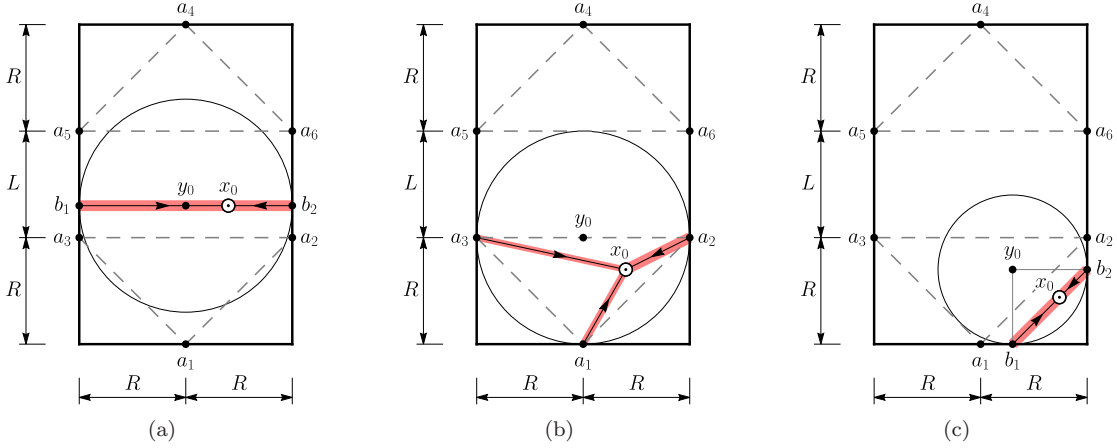 a₄
R
a₅ a₆
L
b₁ y₀ x₀ b₂
a₃ a₂
R
a₁
R R
(a)
a₄
R
a₅ a₆
L
y₀
a₃ x₀ a₂
R
a₁
R R
(b)
a₄
R
a₅ a₆
L
a₃ a₂
y₀ b₂
x₀
R
a₁ b₁
R R
(c)